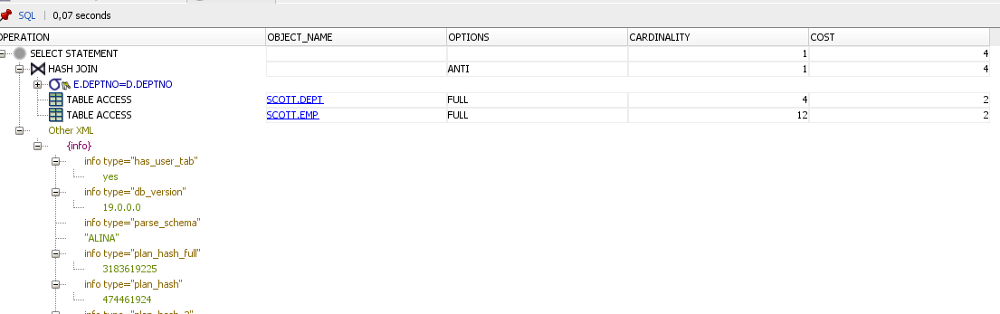 SQL | 0,07 seconds
OPERATION OBJECT_NAME OPTIONS CARDINALITY COST
SELECT STATEMENT 1 4
HASH JOIN ANTI 1 4
E.DEPTNO=D.DEPTNO
TABLE ACCESS SCOTT.DEPT FULL 4 2
TABLE ACCESS SCOTT.EMP FULL 12 2
Other XML
{info}
info type="has_user_tab"
yes
info type="db_version"
19.0.0.0
info type="parse_schema"
"ALINA"
info type="plan_hash_full"
3183619225
info type="plan_hash"
474461924
info type="plan_hash_2"